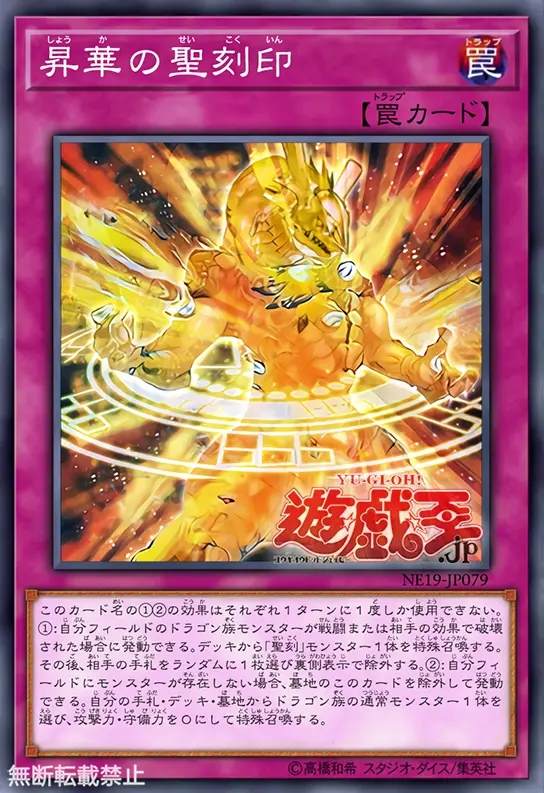 昇華の聖刻印
罠
【罠カード】
YU-GI-OH!
遊戯王
.jp
NE19-JP079
このカード名の①②の効果はそれぞれ1ターンに1度しか使用できない。
①:自分フィールドのドラゴン族モンスターが戦闘または相手の効果で破壊
された場合に発動できる。デッキから「聖刻」モンスター1体を特殊召喚する。
その後、相手の手札をランダムに1枚選び裏側表示で除外する。②:自分フィ
ールドにモンスターが存在しない場合、墓地のこのカードを除外して発動
できる。自分の手札・デッキ・墓地からドラゴン族の通常モンスター1体を
選び、攻撃力・守備力を0にして特殊召喚する。
無断転載禁止
©高橋和希 スタジオ・ダイス/集英社